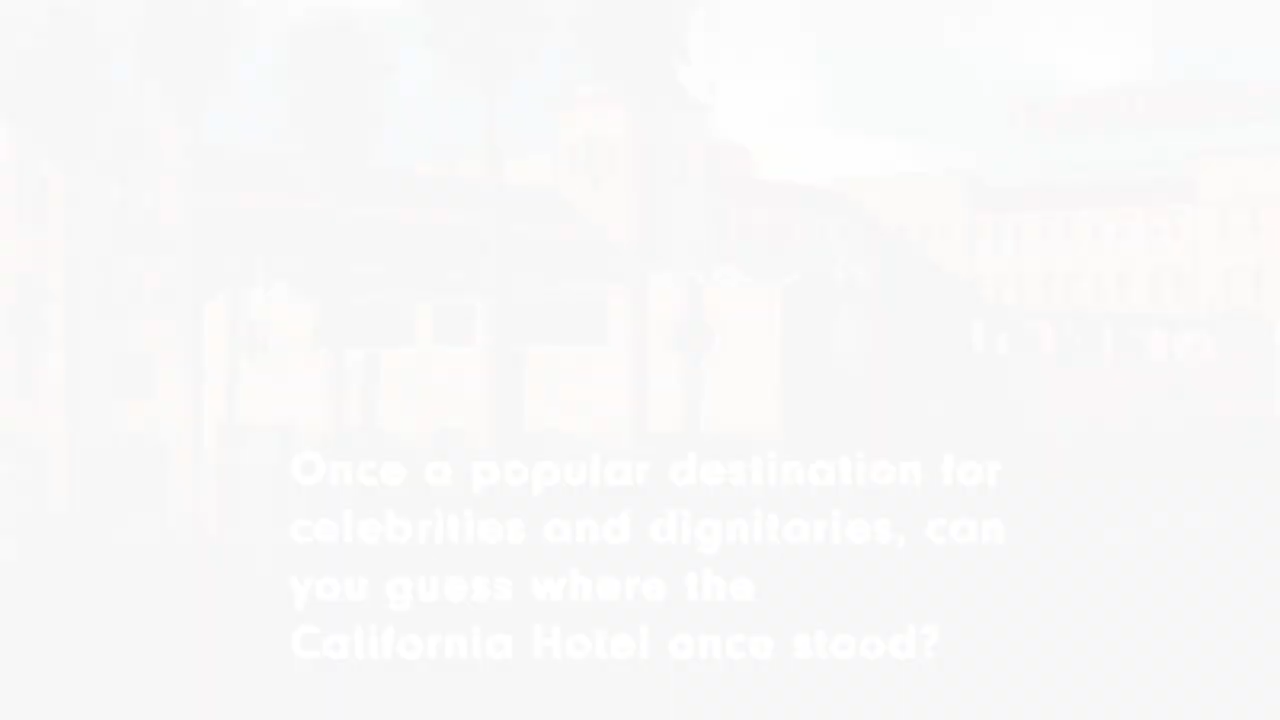 Once a popular destination for
celebrities and dignitaries, can
you guess where the
California Hotel once stood?